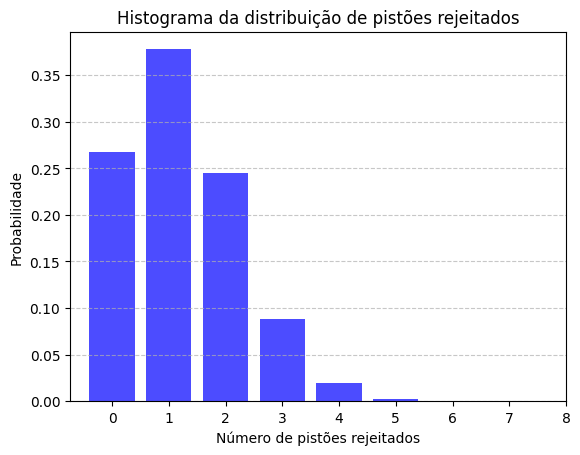 Histograma da distribuição de pistões rejeitados
Probabilidade
0.35
0.30
0.25
0.20
0.15
0.10
0.05
0.00
0 1 2 3 4 5 6 7 8
Número de pistões rejeitados